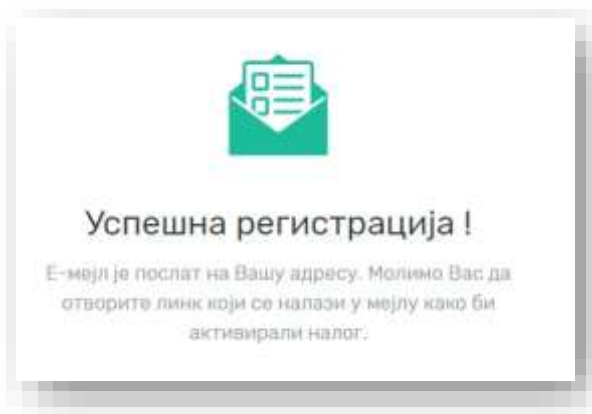 Успешна регистрација !
Е-мејл је послат на Вашу адресу. Молимо Вас да
отворите линк који се налази у мејлу како би
активирали налог.